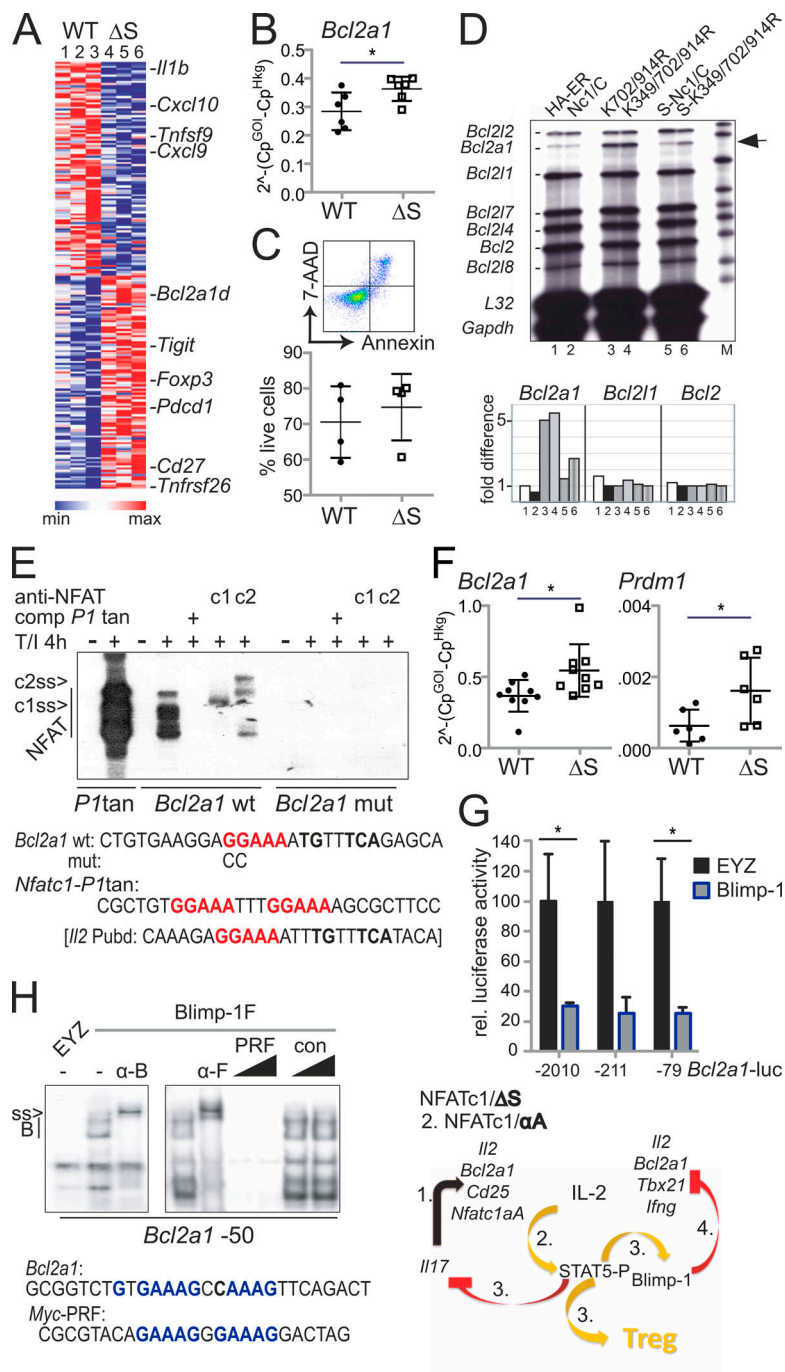 A
WT ΔS
1 2 3 4 5 6
-Il1b
-Cxcl10
-Tnfsf9
-Cxcl9
-Bcl2a1d
-Tigit
-Foxp3
-Pdcd1
-Cd27
-Tnfrsf26
min max
B
Bcl2a1
*
2^-(Cp^GOI-Cp^Hkg)
0.4
0.3
0.2
0.1
0.0
0.5
WT ΔS
C
7-AAD
Annexin
% live cells
90
80
70
60
50
WT ΔS
D
HA-ER
Nc1/C
K702/914R
K349/702/914R
S-Nc1/C
S-K349/702/914R
Bcl2l2
Bcl2a1
Bcl2l1
Bcl2l7
Bcl2l4
Bcl2
Bcl2l8
L32
Gapdh
1 2 3 4 5 6 M
Bcl2a1 Bcl2l1 Bcl2
fold difference
5
1
1 2 3 4 5 6 1 2 3 4 5 6 1 2 3 4 5 6
E
anti-NFAT c1 c2 c1 c2
comp P1 tan + +
T/I 4h - + - + + + + - + + + +
c2ss>
c1ss>
NFAT
P1tan Bcl2a1 wt Bcl2a1 mut
Bcl2a1 wt: CTGTGAAGGAGGAAAATGTTTCAGAGCA
mut: CC
Nfatc1-P1tan:
CGCTGTGGAAATTTGGAAAAGCGCTTCC
[Il2 Pubd: CAAAGAGGAAAATTTGTTTCATACA]
F
Bcl2a1 Prdm1
* *
2^-(Cp^GOI-Cp^Hkg)
1.0
0.5
0.0
WT ΔS
.004
.002
.000
WT ΔS
G
rel. luciferase activity
140
120
100
80
60
40
20
0
* *
EYZ
Blimp-1
-2010 -211 -79 Bcl2a1-luc
H
Blimp-1F
EYZ PRF con
- - α-B α-F
ss>
B
Bcl2a1 -50
Bcl2a1:
GCGGTCTGTGAAAGCCAAAGTTCAGACT
Myc-PRF:
CGCGTACAGAAAGGGAAAGGACTAG
NFATc1/ΔS
2. NFATc1/αA
Il2
Bcl2a1
Cd25
Nfatc1aA
1.
Il17
IL-2
2.
STAT5-P
3.
3.
3.
Blimp-1
Treg
4.
Il2
Bcl2a1
Tbx21
Ifng